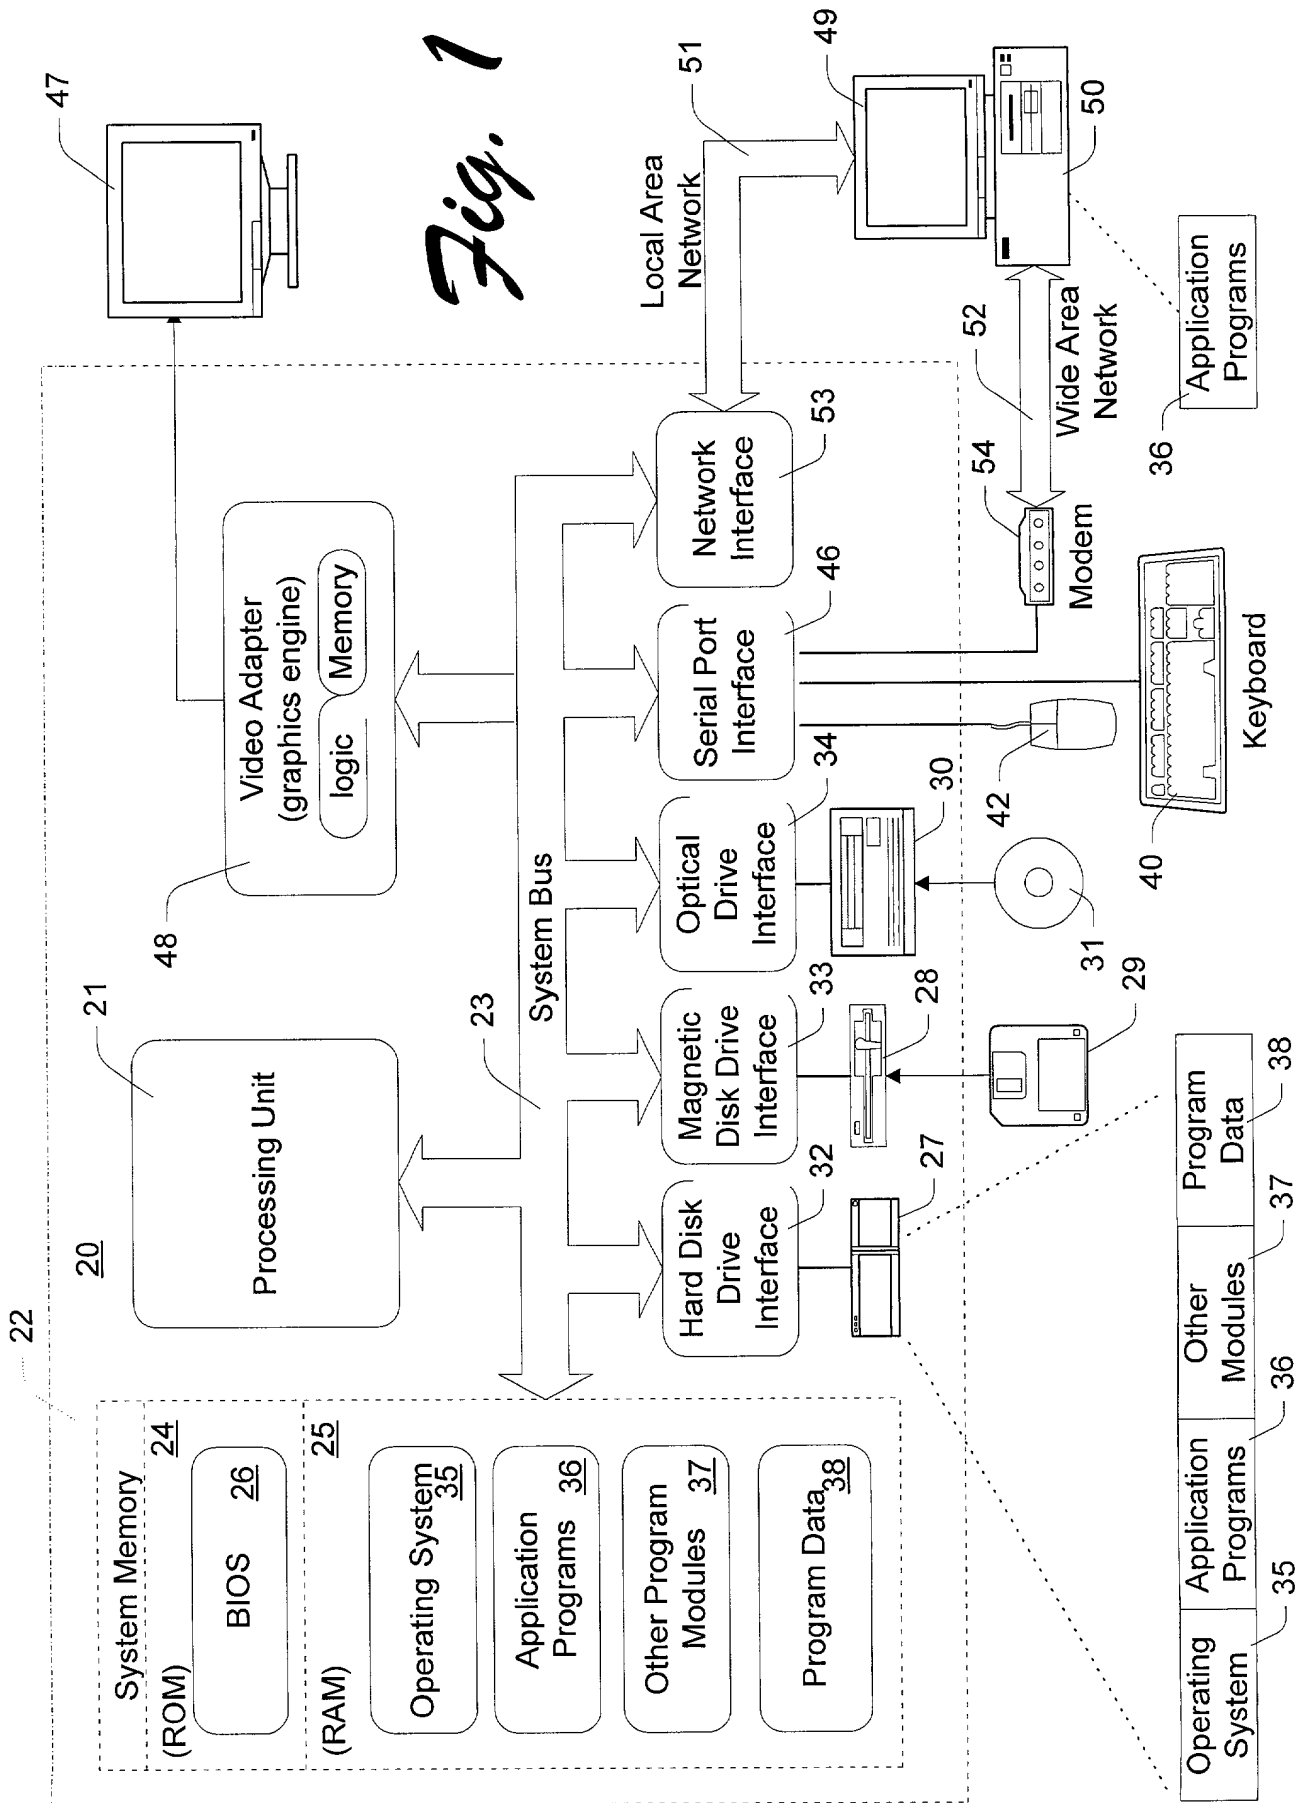 22
20
21
System Memory
(ROM)
24
BIOS
26
(RAM)
25
Operating System
35
Application
Programs
36
Other Program
Modules
37
Program Data
38
Processing Unit
48
Video Adapter
(graphics engine)
logic
Memory
47
Fig. 1
23
System Bus
Hard Disk
Drive
Interface
32
Magnetic
Disk Drive
Interface
33
Optical
Drive
Interface
34
Serial Port
Interface
46
Network
Interface
53
Local Area
Network
51
49
27
28
30
42
Modem
54
52
Wide Area
Network
50
29
31
40
Keyboard
36
Application
Programs
Operating
System
Application
Programs
Other
Modules
Program
Data
35
36
37
38